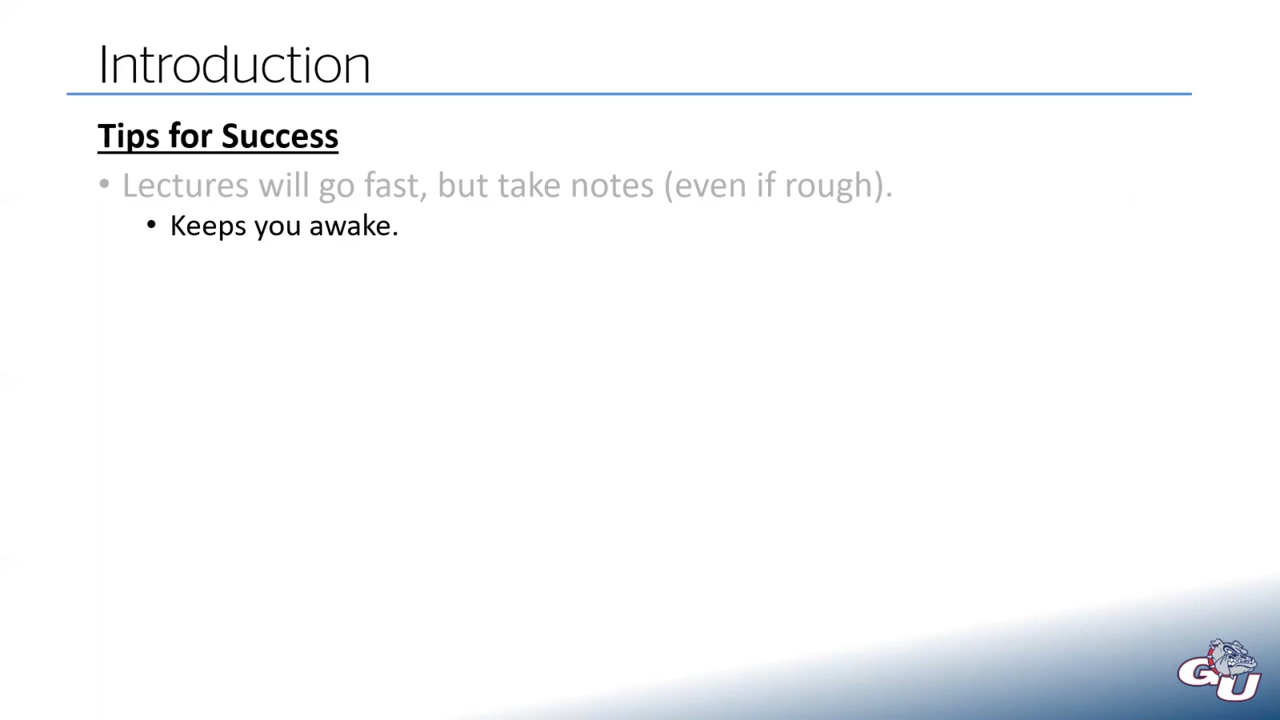 Introduction
Tips for Success
• Lectures will go fast, but take notes (even if rough).
• Keeps you awake.
GU